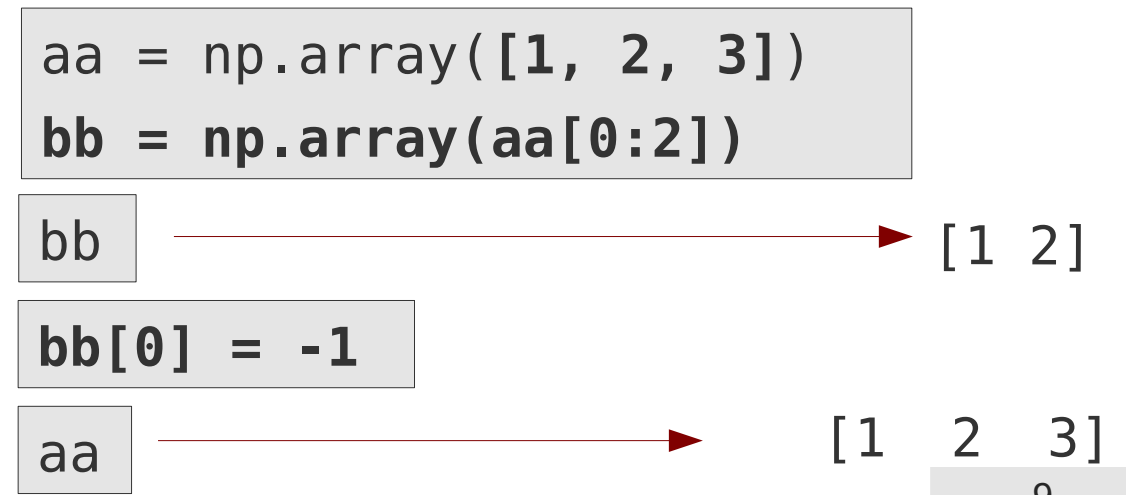 aa = np.array([1, 2, 3])
bb = np.array(aa[0:2])
bb
[1 2]
bb[0] = -1
aa
[1 2 3]